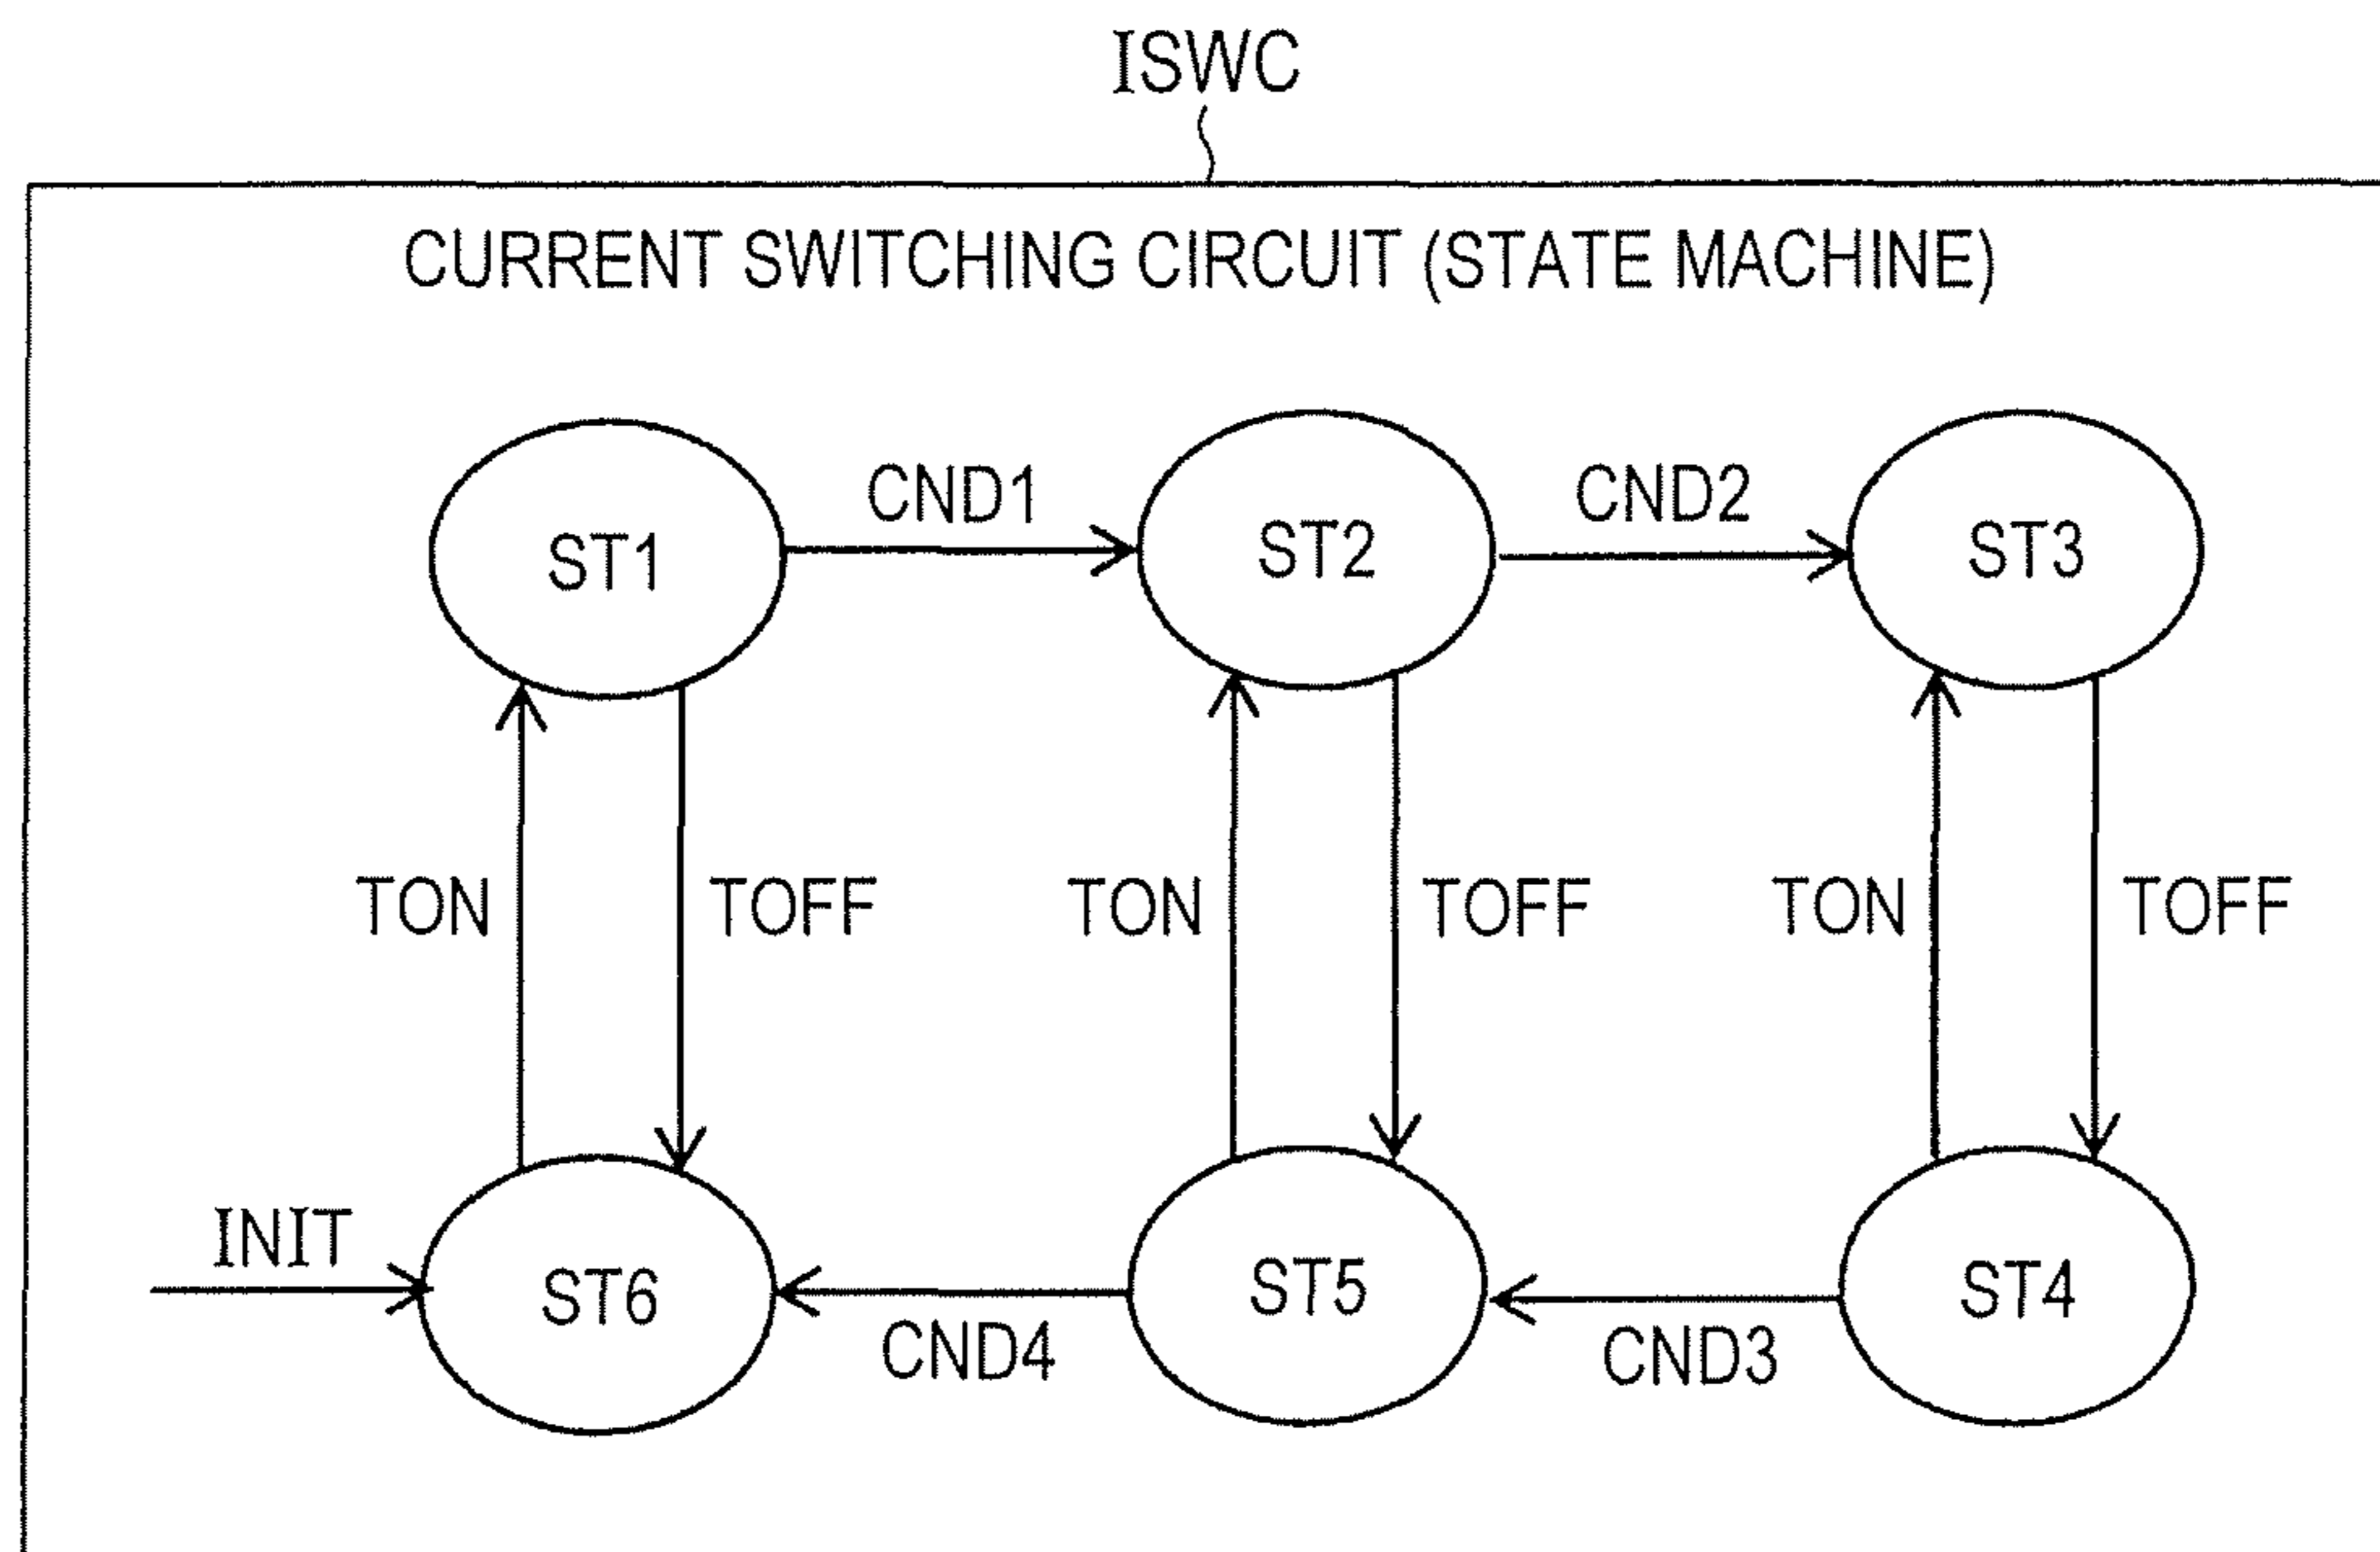 ISWC
CURRENT SWITCHING CIRCUIT (STATE MACHINE)
CND1
CND2
ST1
ST2
ST3
TON
TOFF
TON
TOFF
TON
TOFF
INIT
ST6
ST5
ST4
CND4
CND3